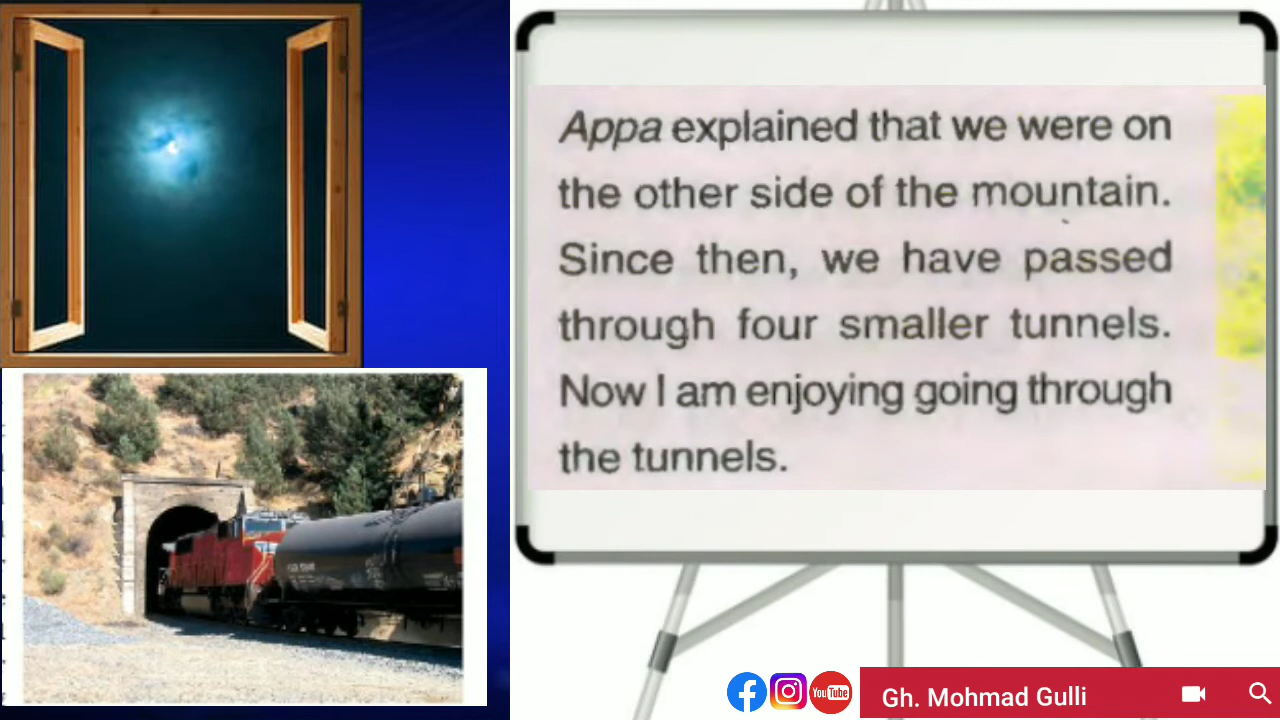 Appa explained that we were on
the other side of the mountain.
Since then, we have passed
through four smaller tunnels.
Now I am enjoying going through
the tunnels.
YouTube
Gh. Mohmad Gulli